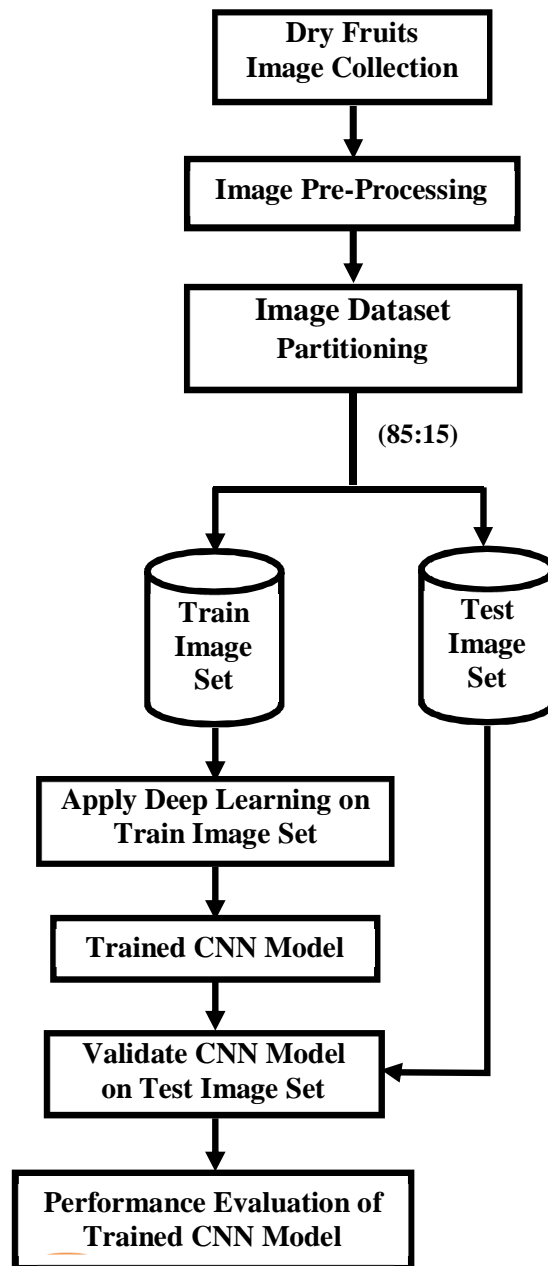 Dry Fruits
Image Collection
Image Pre-Processing
Image Dataset
Partitioning
(85:15)
Train
Image
Set
Test
Image
Set
Apply Deep Learning on
Train Image Set
Trained CNN Model
Validate CNN Model
on Test Image Set
Performance Evaluation of
Trained CNN Model